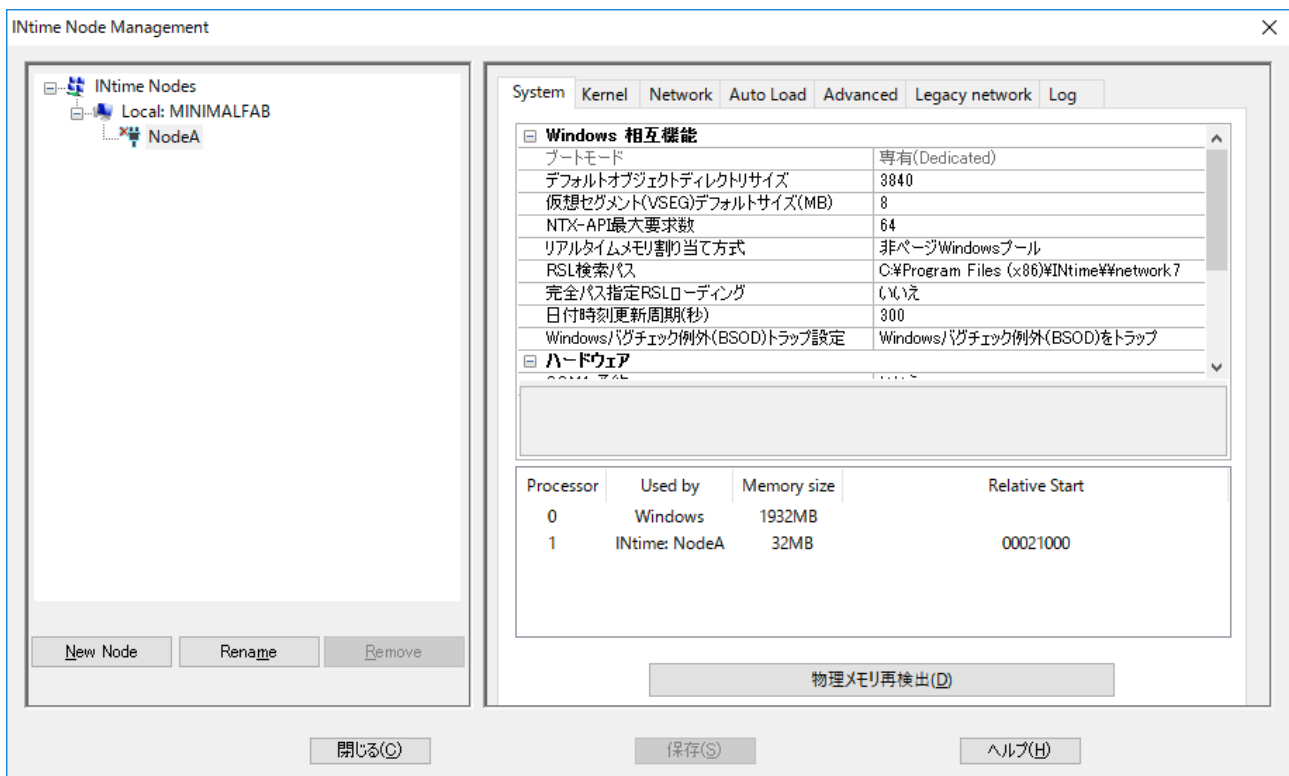 INtime Node Management
INtime Nodes
Local: MINIMALFAB
NodeA
New Node Rename Remove
System Kernel Network Auto Load Advanced Legacy network Log
Windows 相互機能
ブートモード 専有(Dedicated)
デフォルトオブジェクトディレクトリサイズ 3840
仮想セグメント(VSEG)デフォルトサイズ(MB) 8
NTX-API最大要求数 64
リアルタイムメモリ割り当て方式 非ページWindowsプール
RSL検索パス C:¥Program Files (x86)¥INtime¥¥network7
完全パス指定RSLローディング いいえ
日付時刻更新周期(秒) 300
Windowsバグチェック例外(BSOD)トラップ設定 Windowsバグチェック例外(BSOD)をトラップ
ハードウェア
Processor Used by Memory size Relative Start
0 Windows 1932MB
1 INtime: NodeA 32MB 00021000
物理メモリ再検出(D)
閉じる(C) 保存(S) ヘルプ(H)